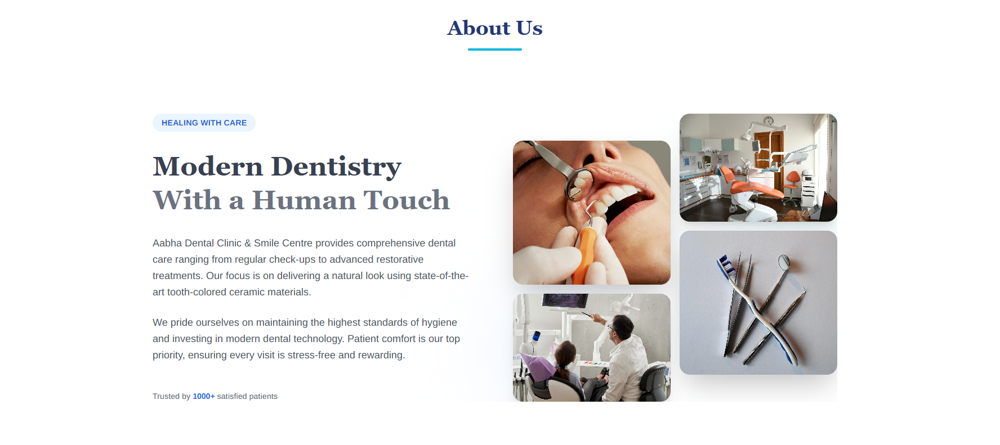 About Us
HEALING WITH CARE
Modern Dentistry
With a Human Touch
Aabha Dental Clinic & Smile Centre provides comprehensive dental
care ranging from regular check-ups to advanced restorative
treatments. Our focus is on delivering a natural look using state-of-the-
art tooth-colored ceramic materials.
We pride ourselves on maintaining the highest standards of hygiene
and investing in modern dental technology. Patient comfort is our top
priority, ensuring every visit is stress-free and rewarding.
Trusted by 1000+ satisfied patients